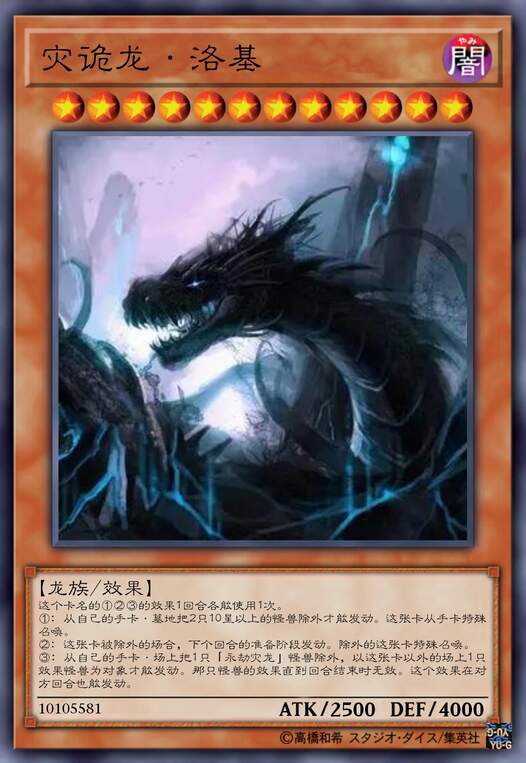 灾诡龙·洛基
やみ
闇
【龙族/效果】
这个卡名的①②③的效果1回合各能使用1次。
①：从自己的手卡·墓地把2只10星以上的怪兽除外才能发动。这张卡从手卡特殊
召唤。
②：这张卡被除外的场合，下个回合的准备阶段发动。除外的这张卡特殊召唤。
③：从自己的手卡·场上把1只「永劫灾龙」怪兽除外，以这张卡以外的场上1只
效果怪兽为对象才能发动。那只怪兽的效果直到回合结束时无效。这个效果在对
方回合也能发动。
10105581 ATK/2500 DEF/4000
©高橋和希 スタジオ・ダイス/集英社
YU-G